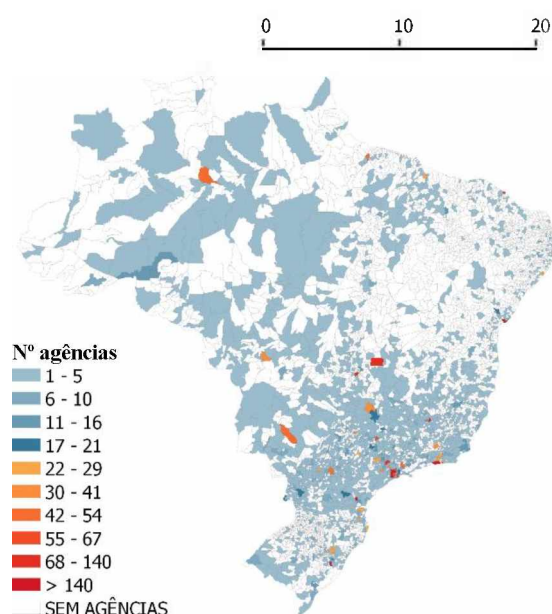 0 10 20
Nº agências
1 - 5
6 - 10
11 - 16
17 - 21
22 - 29
30 - 41
42 - 54
55 - 67
68 - 140
> 140
SEM AGÊNCIAS